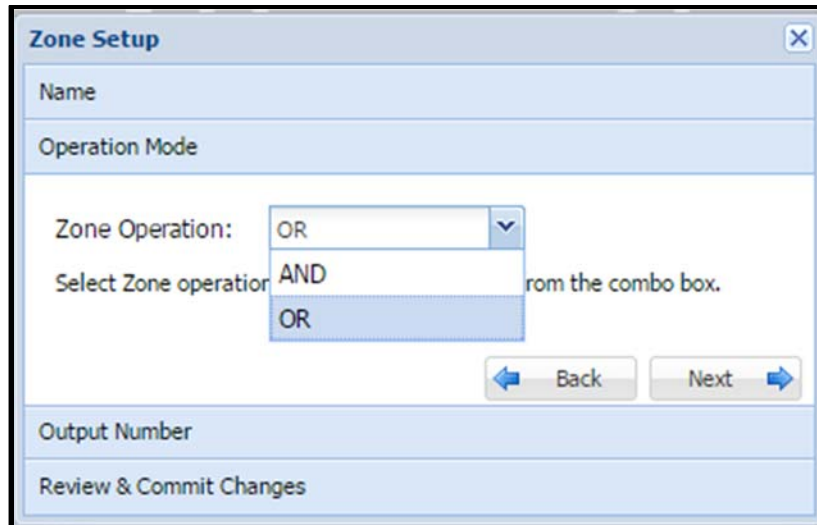 Zone Setup
Name
Operation Mode
Zone Operation: OR
Select Zone operation rom the combo box.
AND
OR
Back Next
Output Number
Review & Commit Changes